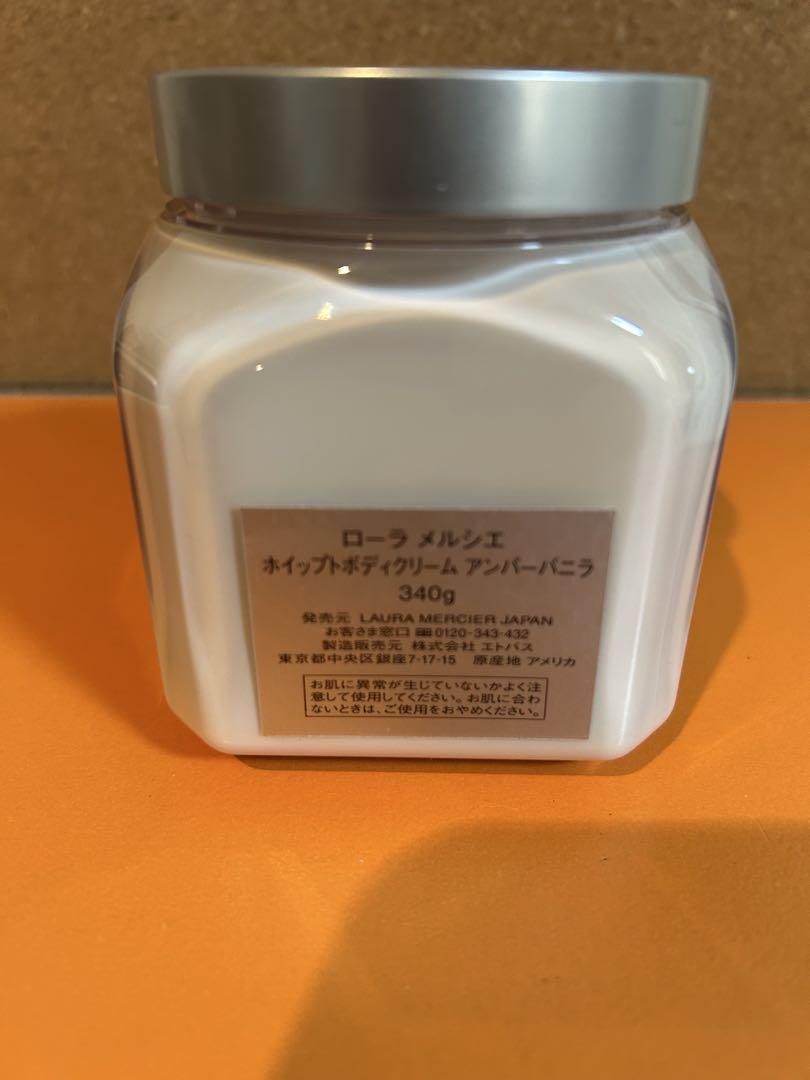 ローラ メルシエ
ホイップトボディクリーム アンバーバニラ
340g
発売元 LAURA MERCIER JAPAN
お客さま窓口 0120-343-432
製造販売元 株式会社 エトバス
東京都中央区銀座7-17-15 原産地 アメリカ
お肌に異常が生じていないかよく注
意して使用してください。お肌に合わ
ないときは、ご使用をおやめください。